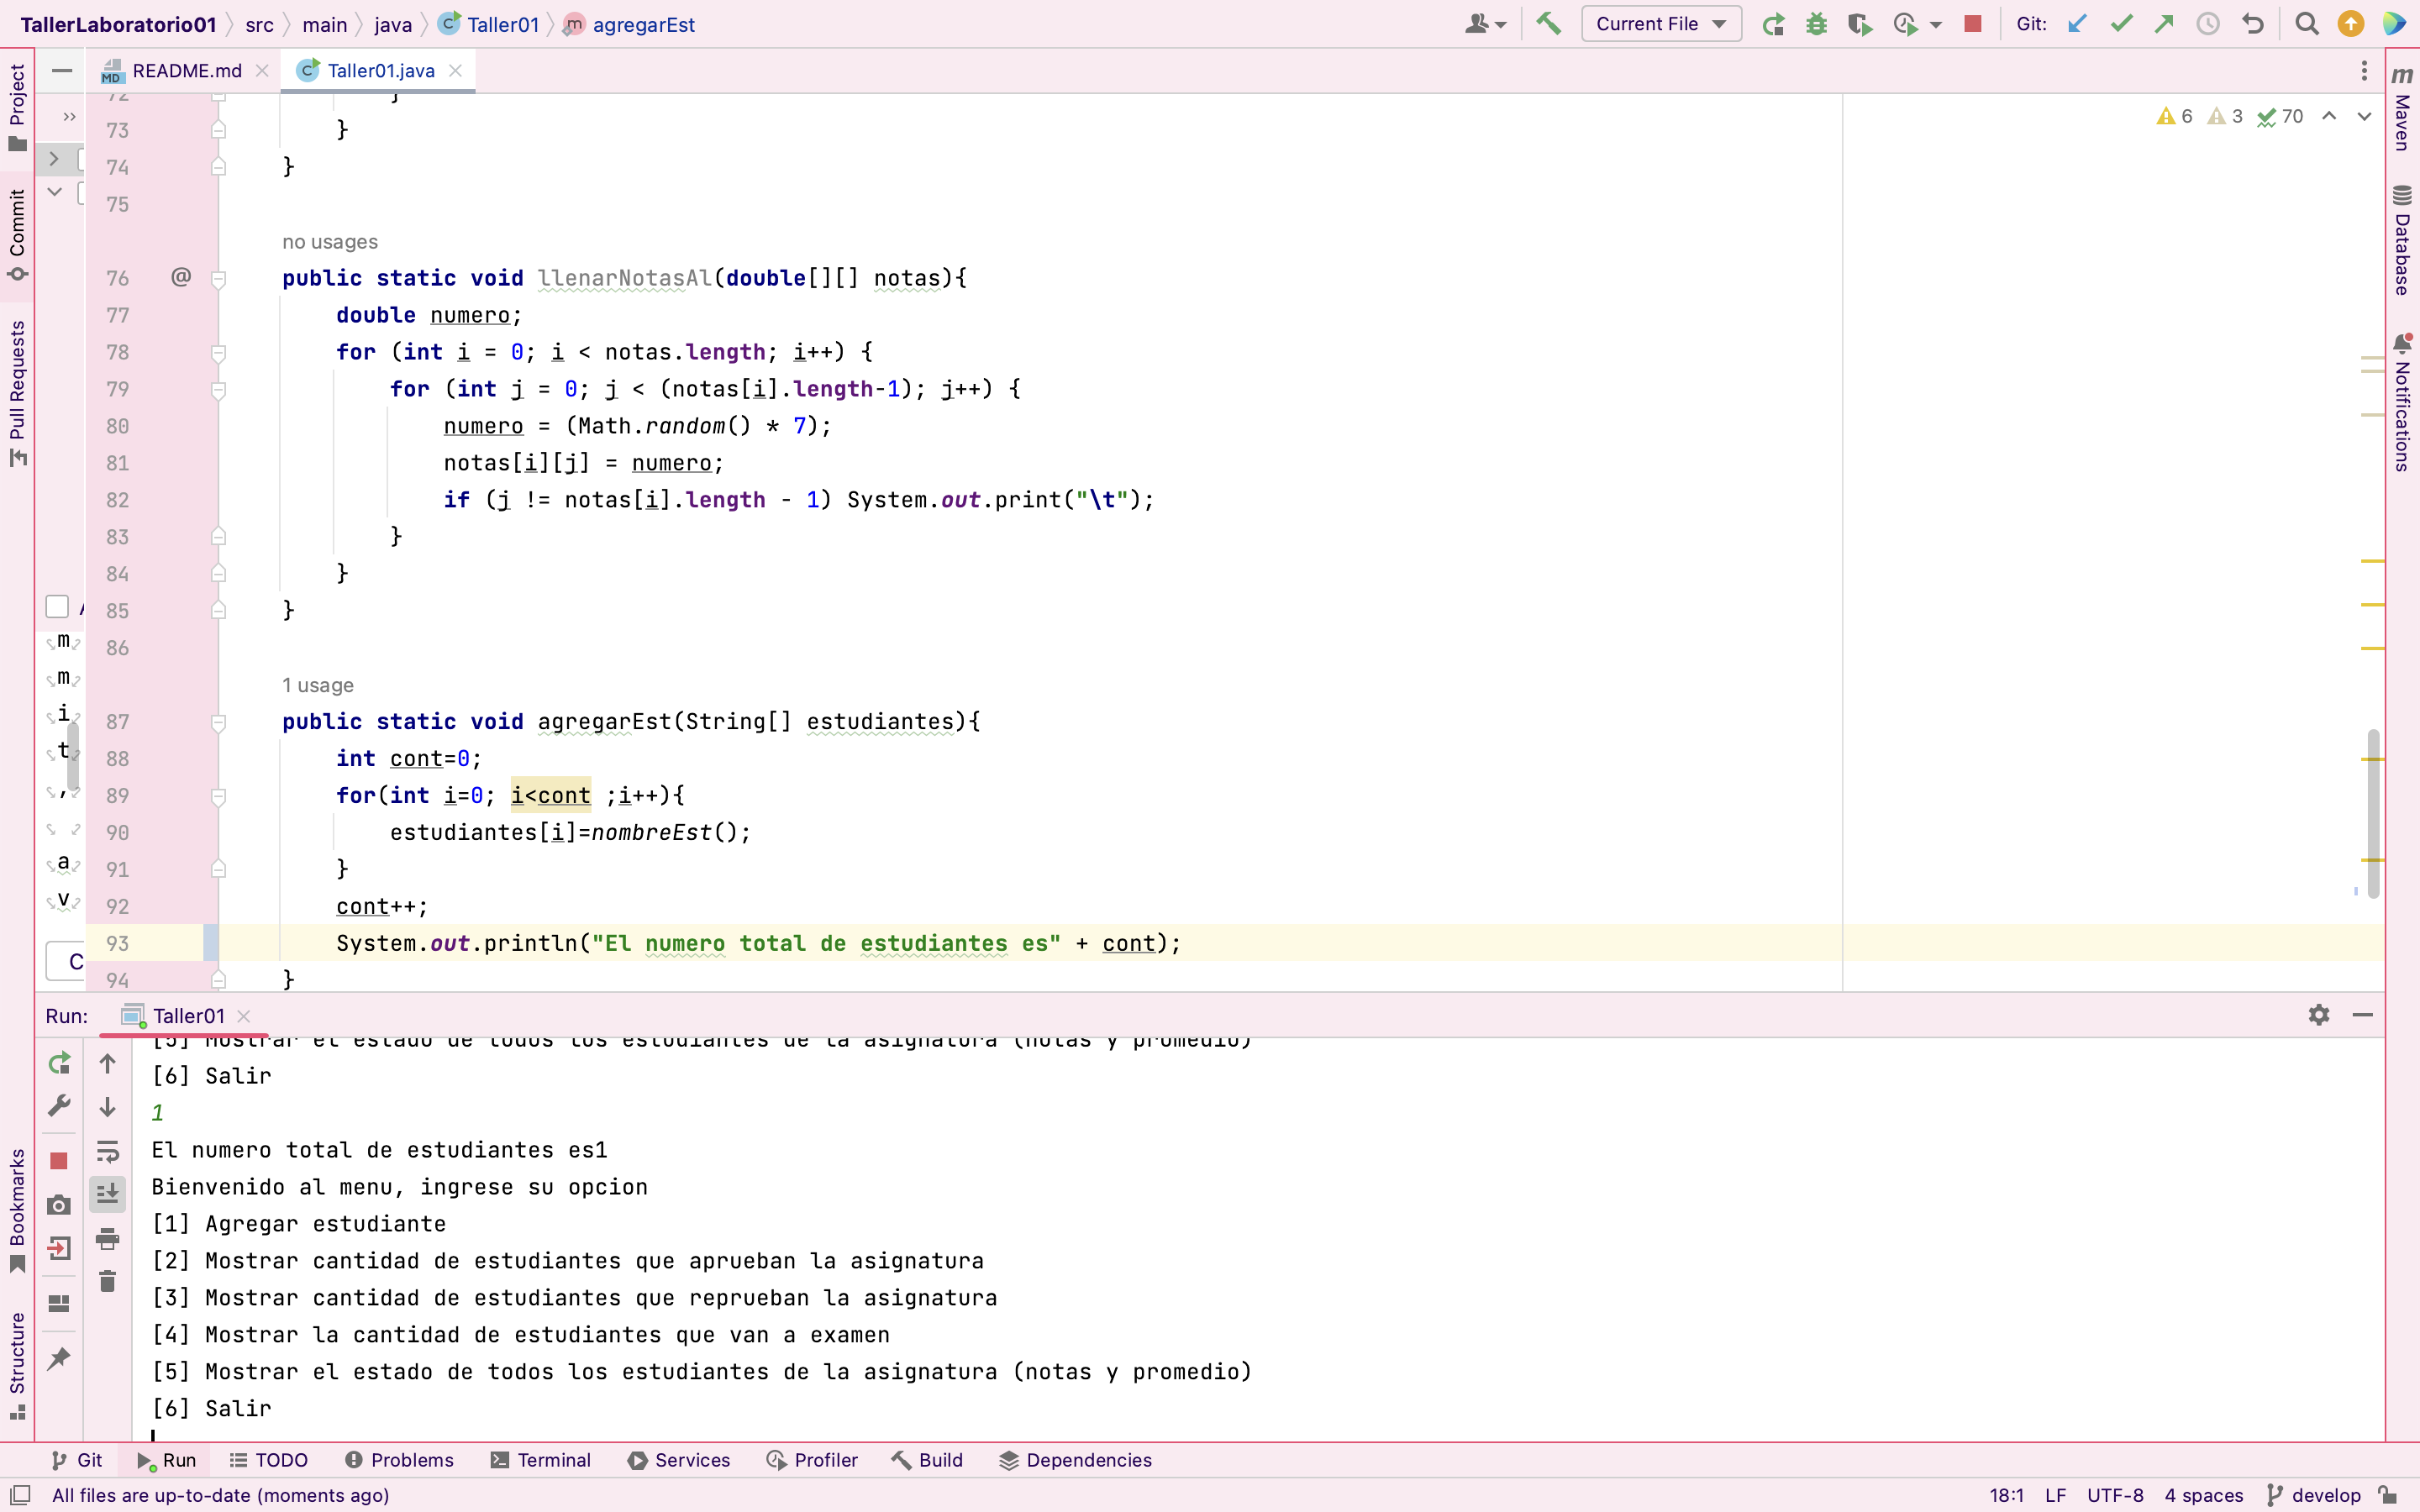 TallerLaboratorio01 src main java Taller01 agregarEst Current File Git:
README.md Taller01.java
6 3 70
72 }
73 }
74 }
75
no usages
76 @ public static void llenarNotasAl(double[][] notas){
77 double numero;
78 for (int i = 0; i < notas.length; i++) {
79 for (int j = 0; j < (notas[i].length-1); j++) {
80 numero = (Math.random() * 7);
81 notas[i][j] = numero;
82 if (j != notas[i].length - 1) System.out.print("\t");
83 }
84 }
85 }
86
1 usage
87 public static void agregarEst(String[] estudiantes){
88 int cont=0;
89 for(int i=0; i<cont ;i++){
90 estudiantes[i]=nombreEst();
91 }
92 cont++;
93 System.out.println("El numero total de estudiantes es" + cont);
94 }
Project
Commit
Pull Requests
Bookmarks
Structure
m
m
i
t
,
a
v
C
Maven
Database
Notifications
Run: Taller01
[5] Mostrar el estado de todos los estudiantes de la asignatura (notas y promedio)
[6] Salir
1
El numero total de estudiantes es1
Bienvenido al menu, ingrese su opcion
[1] Agregar estudiante
[2] Mostrar cantidad de estudiantes que aprueban la asignatura
[3] Mostrar cantidad de estudiantes que reprueban la asignatura
[4] Mostrar la cantidad de estudiantes que van a examen
[5] Mostrar el estado de todos los estudiantes de la asignatura (notas y promedio)
[6] Salir
Git Run TODO Problems Terminal Services Profiler Build Dependencies
All files are up-to-date (moments ago) 18:1 LF UTF-8 4 spaces develop